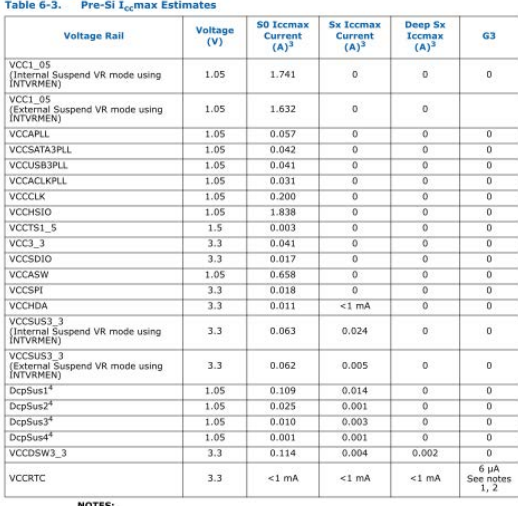 Table 6-3. Pre-Si Iccmax Estimates
Voltage Rail Voltage (V) S0 Iccmax Current (A)3 Sx Iccmax Current (A)3 Deep Sx Iccmax (A)3 G3
VCC1_05 (Internal Suspend VR mode using INTVRMEN) 1.05 1.741 0 0 0
VCC1_05 (External Suspend VR mode using INTVRMEN) 1.05 1.632 0 0
VCCAPLL 1.05 0.057 0 0 0
VCCSATA3PLL 1.05 0.042 0 0 0
VCCUSB3PLL 1.05 0.041 0 0 0
VCCACLKPLL 1.05 0.031 0 0 0
VCCCLK 1.05 0.200 0 0 0
VCCHSIO 1.05 1.838 0 0 0
VCCTS1_5 1.5 0.003 0 0 0
VCC3_3 3.3 0.041 0 0 0
VCCSDIO 3.3 0.017 0 0 0
VCCASW 1.05 0.658 0 0 0
VCCSPI 3.3 0.018 0 0 0
VCCHDA 3.3 0.011 <1 mA 0 0
VCCSUS3_3 (Internal Suspend VR mode using INTVRMEN) 3.3 0.063 0.024 0 0
VCCSUS3_3 (External Suspend VR mode using INTVRMEN) 3.3 0.062 0.005 0 0
DcpSus14 1.05 0.109 0.014 0 0
DcpSus24 1.05 0.025 0.001 0 0
DcpSus34 1.05 0.010 0.003 0 0
DcpSus44 1.05 0.001 0.001 0 0
VCCDSW3_3 3.3 0.114 0.004 0.002 0
VCCRTC 3.3 <1 mA <1 mA <1 mA 6 µA See notes 1, 2
NOTES: